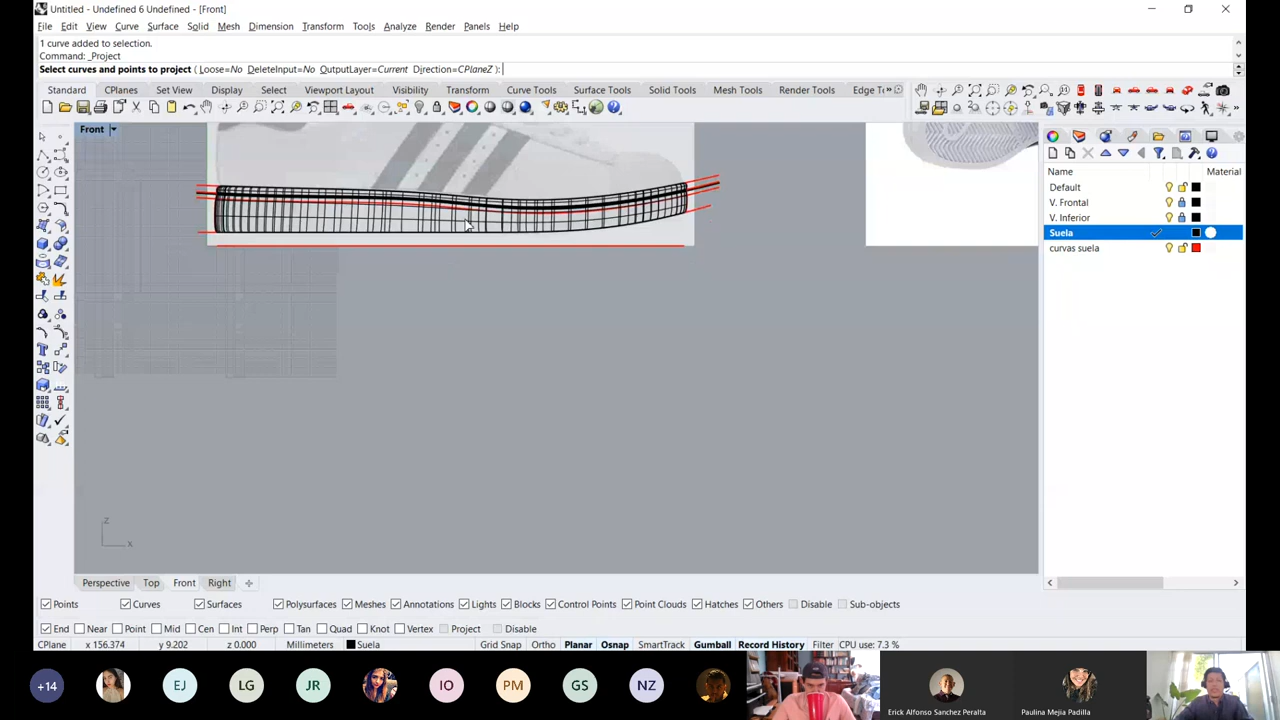 Untitled - Undefined 6 Undefined - [Front]
File Edit View Curve Surface Solid Mesh Dimension Transform Tools Analyze Render Panels Help
1 curve added to selection.
Command: _Project
Select curves and points to project ( Loose=No DeleteInput=No OutputLayer=Current Direction=CPlaneZ ):
Standard CPlanes Set View Display Select Viewport Layout Visibility Transform Curve Tools Surface Tools Solid Tools Mesh Tools Render Tools Edge T »
Front
Name Material
Default
V. Frontal
V. Inferior
Suela
curvas suela
z
x
Perspective Top Front Right
Points Curves Surfaces Polysurfaces Meshes Annotations Lights Blocks Control Points Point Clouds Hatches Others Disable Sub-objects
End Near Point Mid Cen Int Perp Tan Quad Knot Vertex Project Disable
CPlane x 156.374 y 9.202 z 0.000 Millimeters Suela Grid Snap Ortho Planar Osnap SmartTrack Gumball Record History Filter CPU use: 7.3 %
+14 EJ LG JR IO PM GS NZ
Erick Alfonso Sanchez Peralta Paulina Mejia Padilla